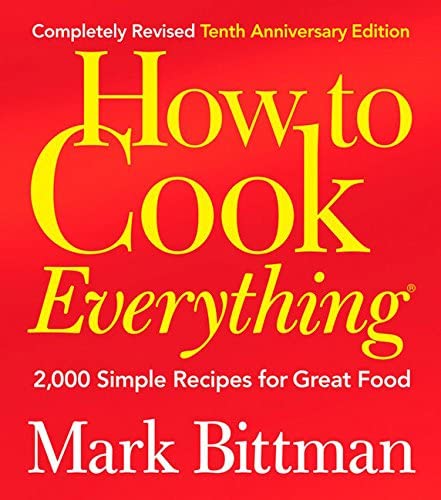 Completely Revised Tenth Anniversary Edition
How to
Cook
Everything®
2,000 Simple Recipes for Great Food
Mark Bittman